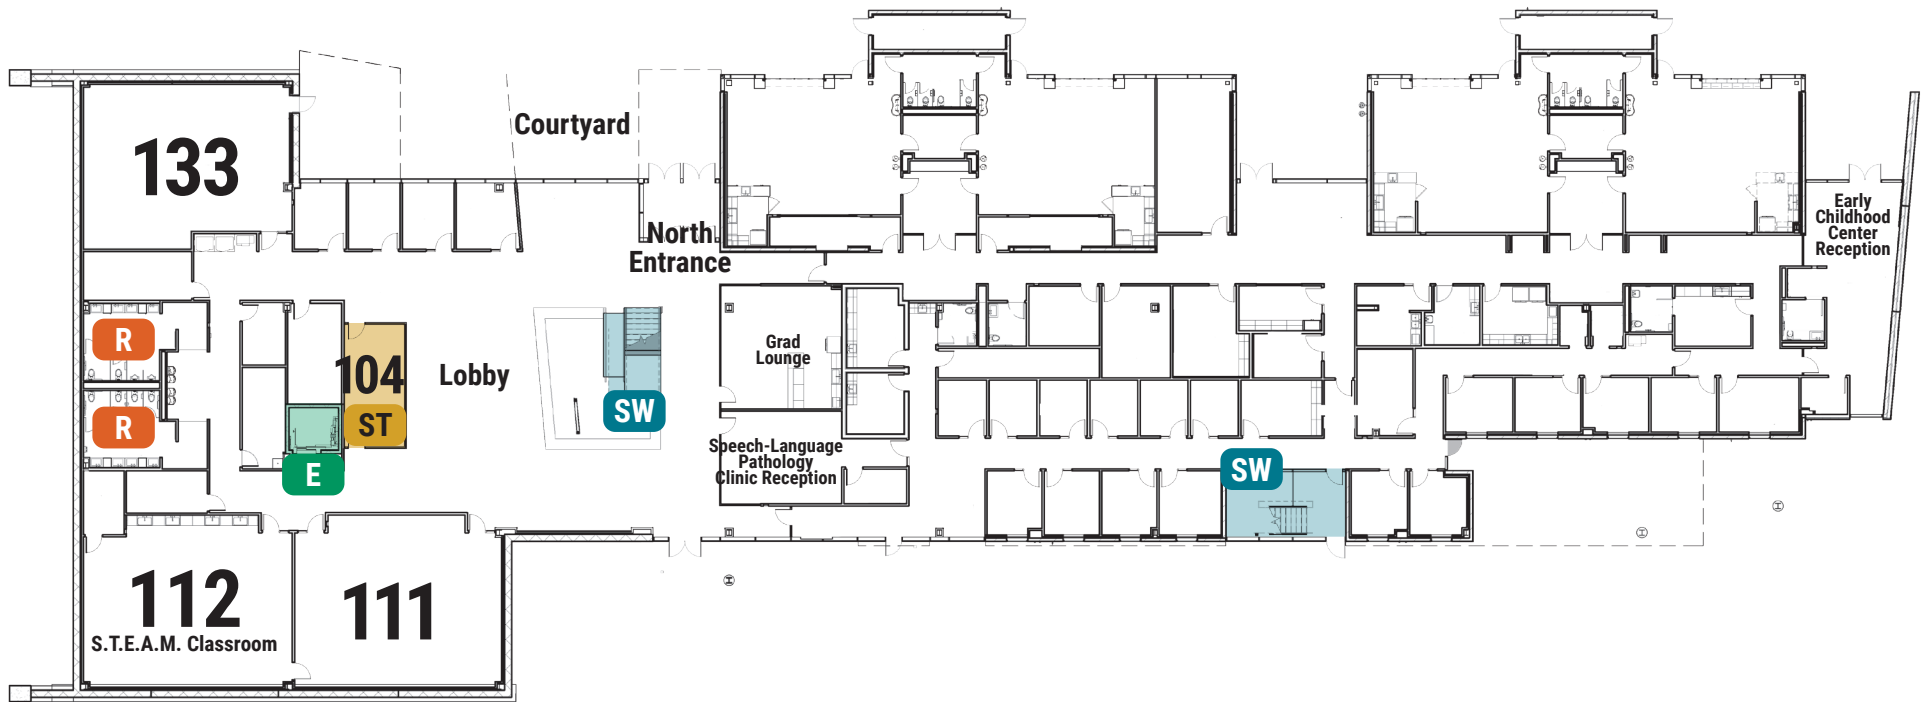 Courtyard
133
Early
Childhood
Center
Reception
North
Entrance
R
104
Lobby
Grad
Lounge
SW
R
ST
Speech-Language
Pathology
Clinic Reception
E
SW
112
S.T.E.A.M. Classroom
111